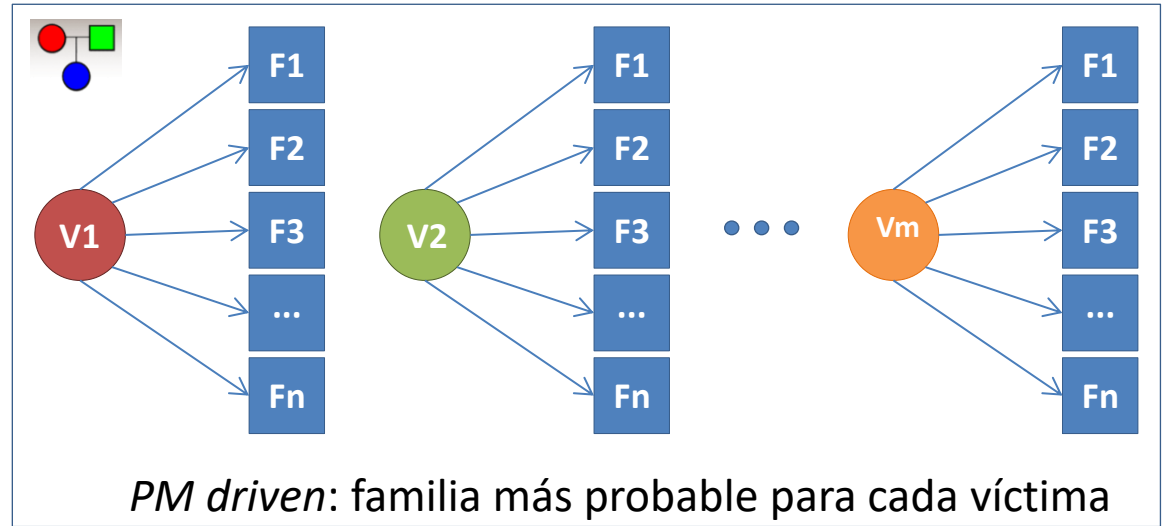 F1
F2
V1
F3
...
Fn
F1
F2
V2
F3
...
Fn
F1
F2
Vm
F3
...
Fn
PM driven: familia más probable para cada víctima